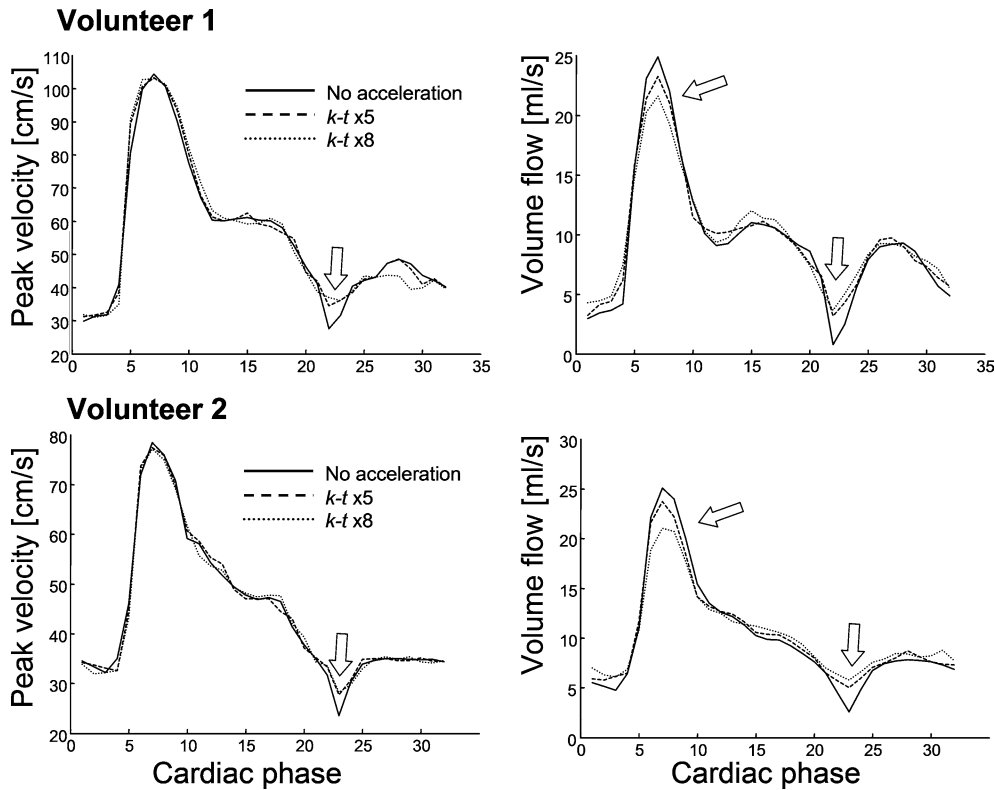 Volunteer 1
Peak velocity [cm/s]
110
100
90
80
70
60
50
40
30
20
0 5 10 15 20 25 30 35
No acceleration
k-t x5
k-t x8
Volume flow [ml/s]
25
20
15
10
5
0
0 5 10 15 20 25 30 35
Volunteer 2
Peak velocity [cm/s]
80
70
60
50
40
30
20
0 5 10 15 20 25 30
Cardiac phase
No acceleration
k-t x5
k-t x8
Volume flow [ml/s]
30
25
20
15
10
5
0
0 5 10 15 20 25 30
Cardiac phase